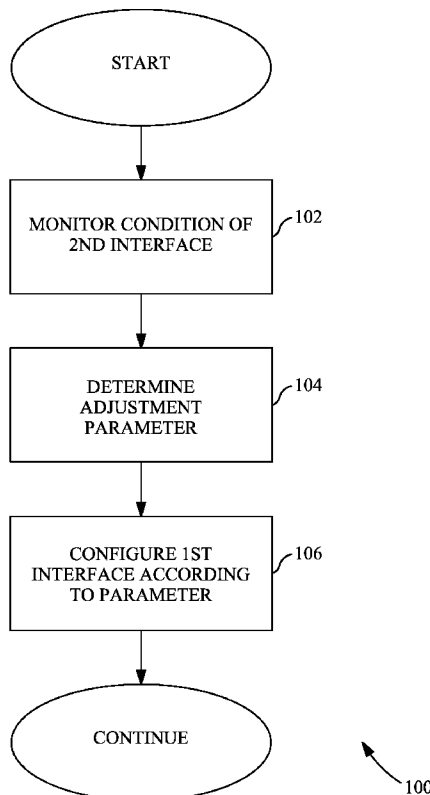 START
MONITOR CONDITION OF
2ND INTERFACE
102
DETERMINE
ADJUSTMENT
PARAMETER
104
CONFIGURE 1ST
INTERFACE ACCORDING
TO PARAMETER
106
CONTINUE
100